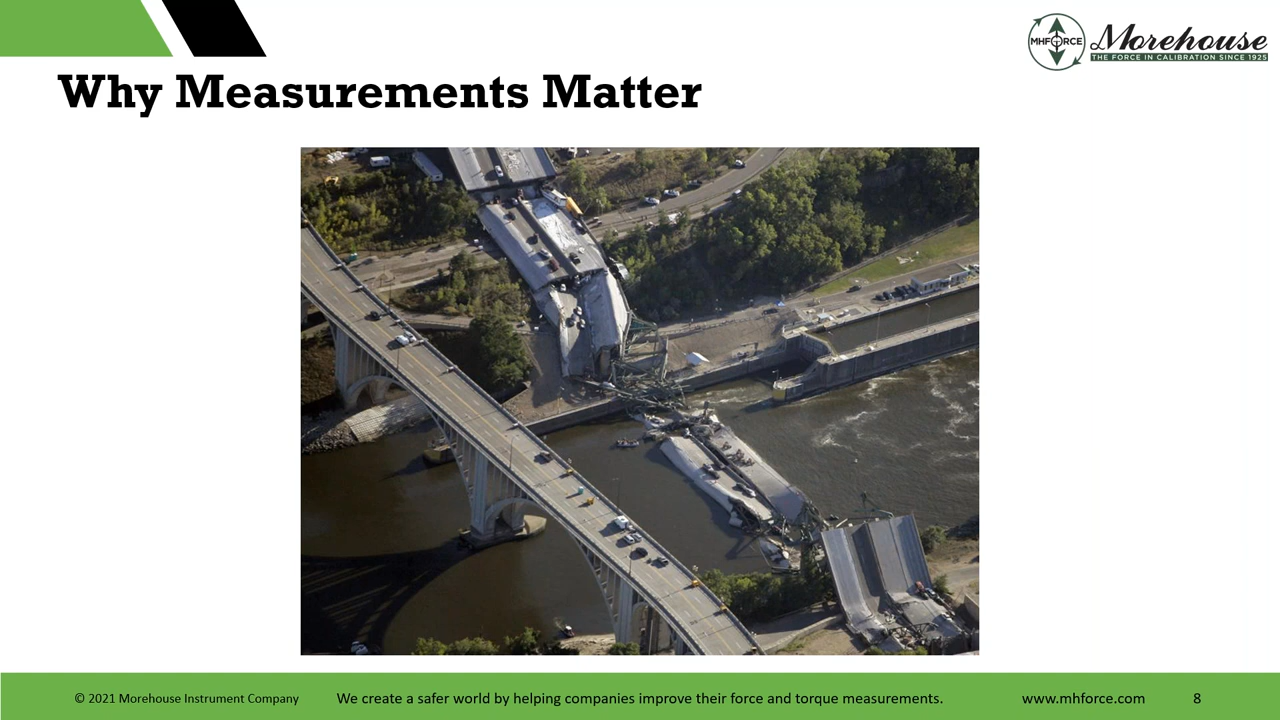 MHFORCE
Morehouse
THE FORCE IN CALIBRATION SINCE 1925
Why Measurements Matter
© 2021 Morehouse Instrument Company
We create a safer world by helping companies improve their force and torque measurements.
www.mhforce.com
8